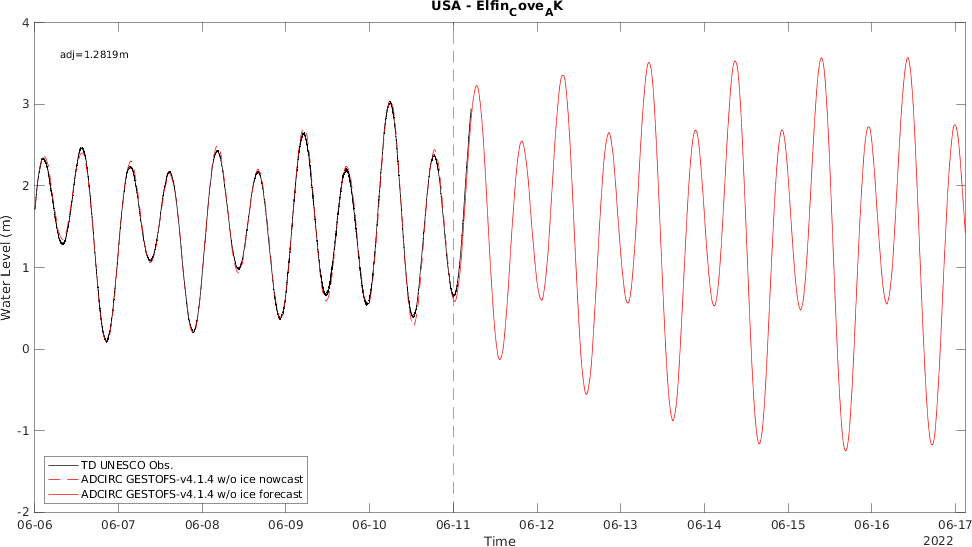 USA - ElfinCoveAK
4
adj=1.2819m
3
2
1
0
-1
-2
Water Level (m)
TD UNESCO Obs.
ADCIRC GESTOFS-v4.1.4 w/o ice nowcast
ADCIRC GESTOFS-v4.1.4 w/o ice forecast
06-06 06-07 06-08 06-09 06-10 06-11 06-12 06-13 06-14 06-15 06-16 06-17
Time
2022